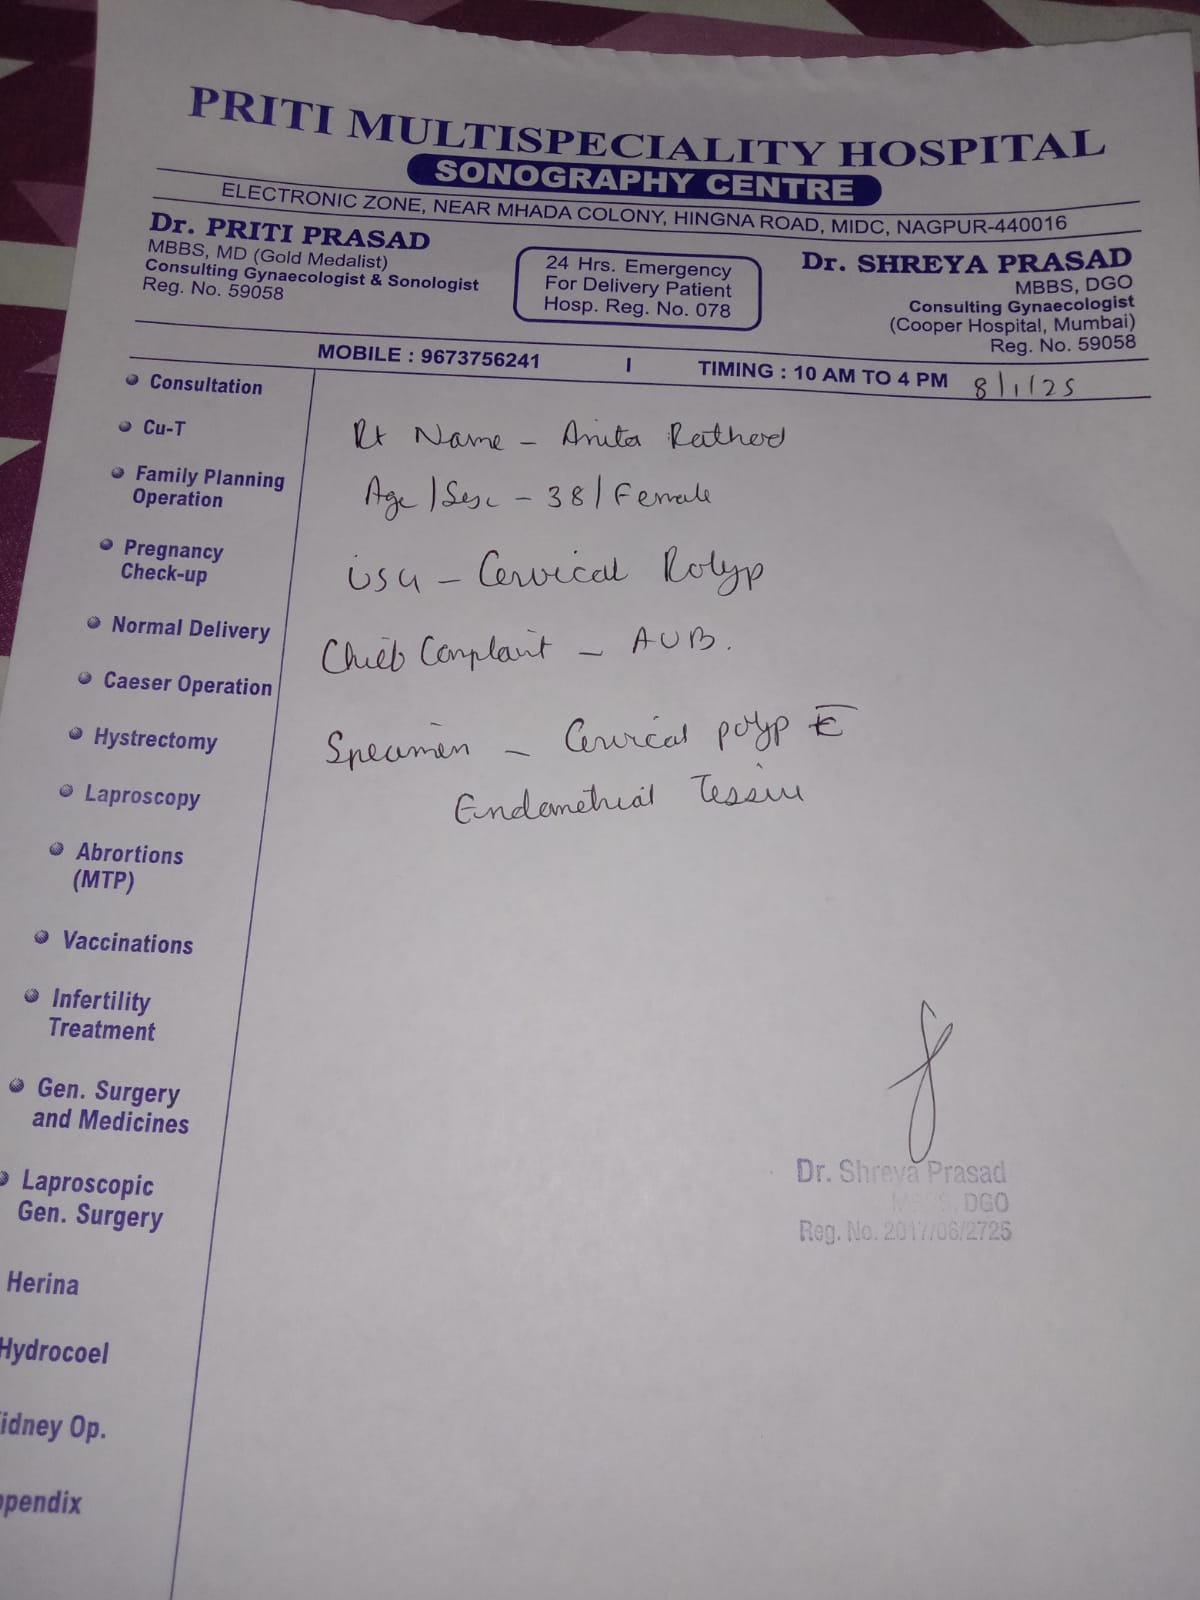 PRITI MULTISPECIALITY HOSPITAL
SONOGRAPHY CENTRE
ELECTRONIC ZONE, NEAR MHADA COLONY, HINGNA ROAD, MIDC, NAGPUR-440016
Dr. PRITI PRASAD
MBBS, MD (Gold Medalist)
Consulting Gynaecologist & Sonologist
Reg. No. 59058
24 Hrs. Emergency
For Delivery Patient
Hosp. Reg. No. 078
Dr. SHREYA PRASAD
MBBS, DGO
Consulting Gynaecologist
(Cooper Hospital, Mumbai)
Reg. No. 59058
MOBILE : 9673756241 | TIMING : 10 AM TO 4 PM 8/1/25
Consultation
Cu-T
Family Planning
Operation
Pregnancy
Check-up
Normal Delivery
Caeser Operation
Hystrectomy
Laproscopy
Abrortions
(MTP)
Vaccinations
Infertility
Treatment
Gen. Surgery
and Medicines
Laproscopic
Gen. Surgery
Herina
Hydrocoel
idney Op.
ppendix
Pt Name - Anita Rathod
Age/Sex - 38/Female
USG - Cervical Polyp
Chief Complaint - AUB.
Specimen - Cervical polyp c̅
Endometrial Tissue
Dr. Shreya Prasad
MBBS, DGO
Reg. No. 2017/06/2725